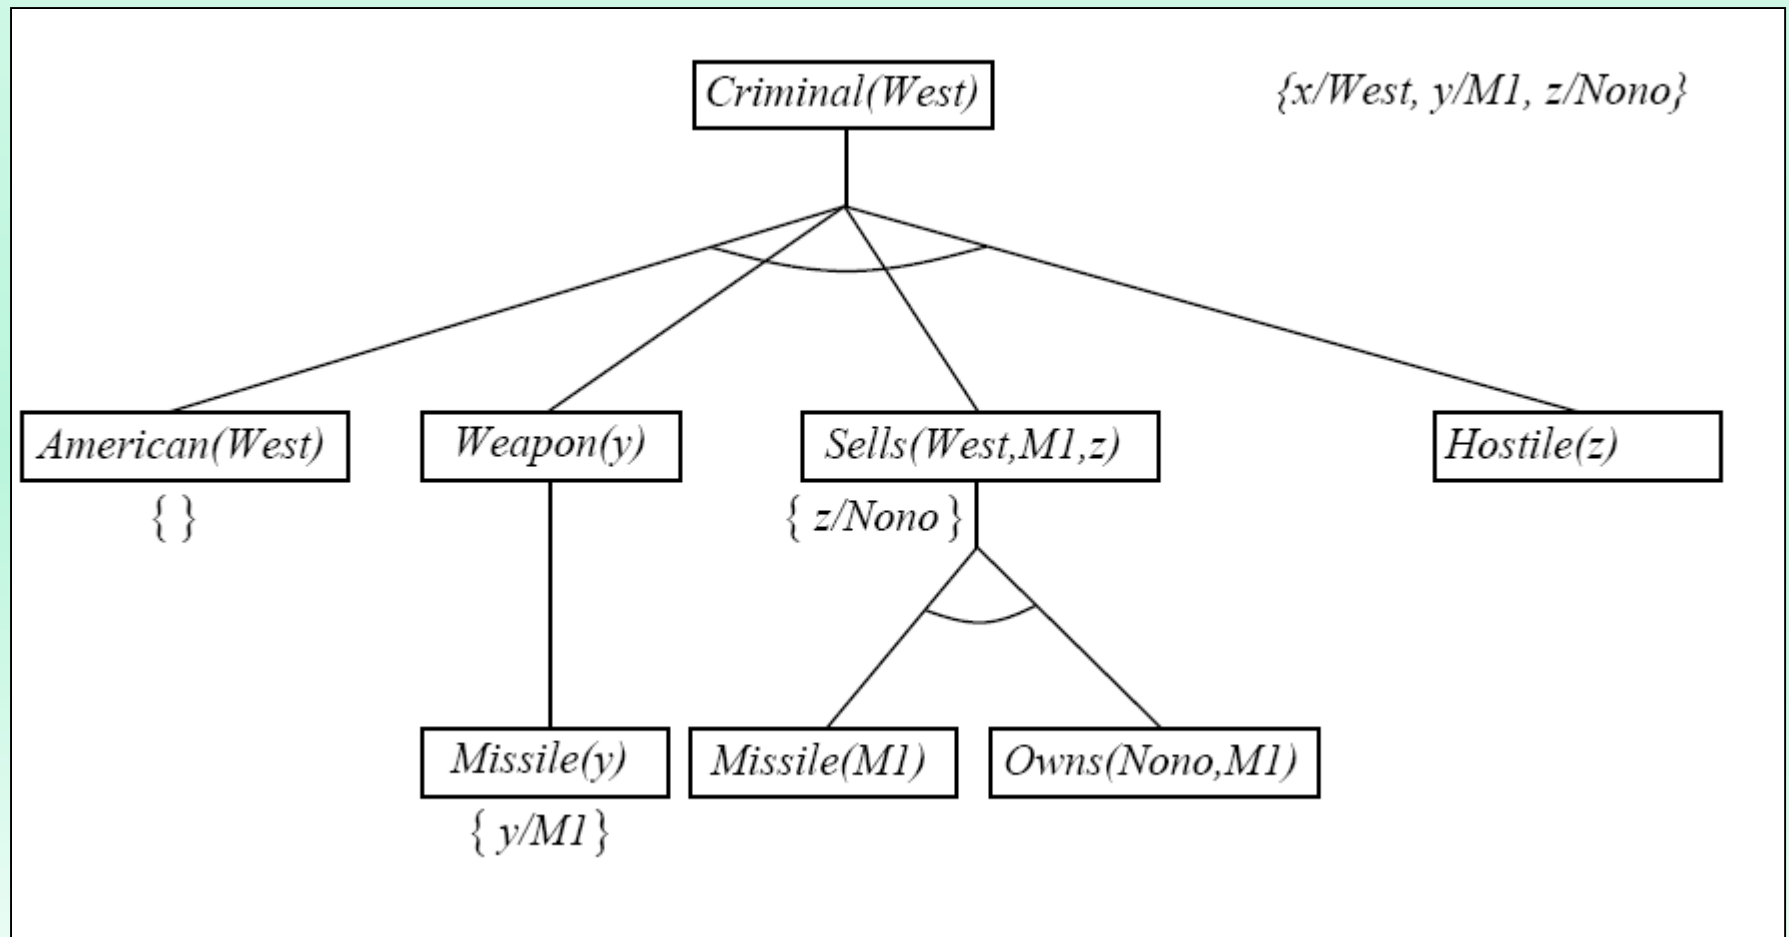 Criminal(West)
{x/West, y/M1, z/Nono}
American(West)
Weapon(y)
Sells(West,M1,z)
Hostile(z)
{ }
{ z/Nono }
Missile(y)
Missile(M1)
Owns(Nono,M1)
{ y/M1 }